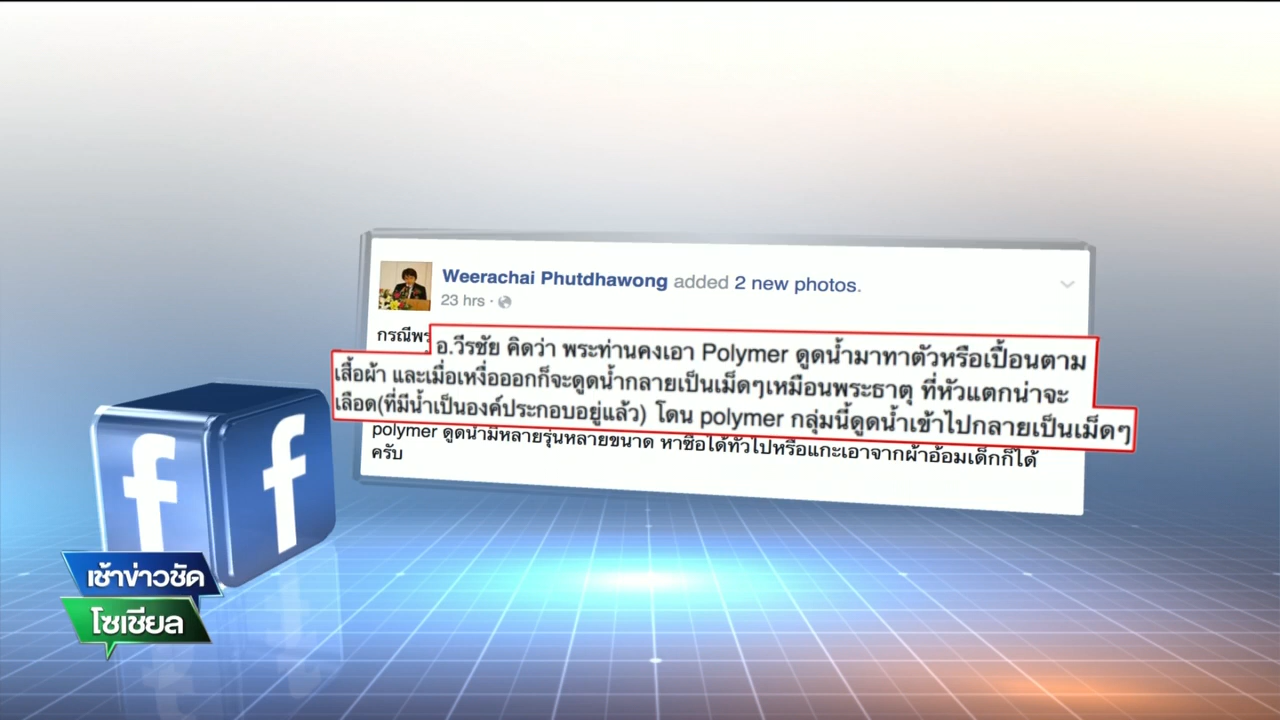 Weerachai Phutdhawong added 2 new photos.
23 hrs
กรณีพร
อ.วีรชัย คิดว่า พระท่านคงเอา Polymer ดูดน้ำมาทาตัวหรือเปื้อนตาม
เสื้อผ้า และเมื่อเหงื่อออกก็จะดูดน้ำกลายเป็นเม็ดๆเหมือนพระธาตุ ที่หัวแตกน่าจะ
เลือด(ที่มีน้ำเป็นองค์ประกอบอยู่แล้ว) โดน polymer กลุ่มนี้ดูดน้ำเข้าไปกลายเป็นเม็ดๆ
polymer ดูดน้ำมีหลายรุ่นหลายขนาด หาซื้อได้ทั่วไปหรือแกะเอาจากผ้าอ้อมเด็กก็ได้
ครับ
f f
เช้าข่าวชัด
โซเชียล